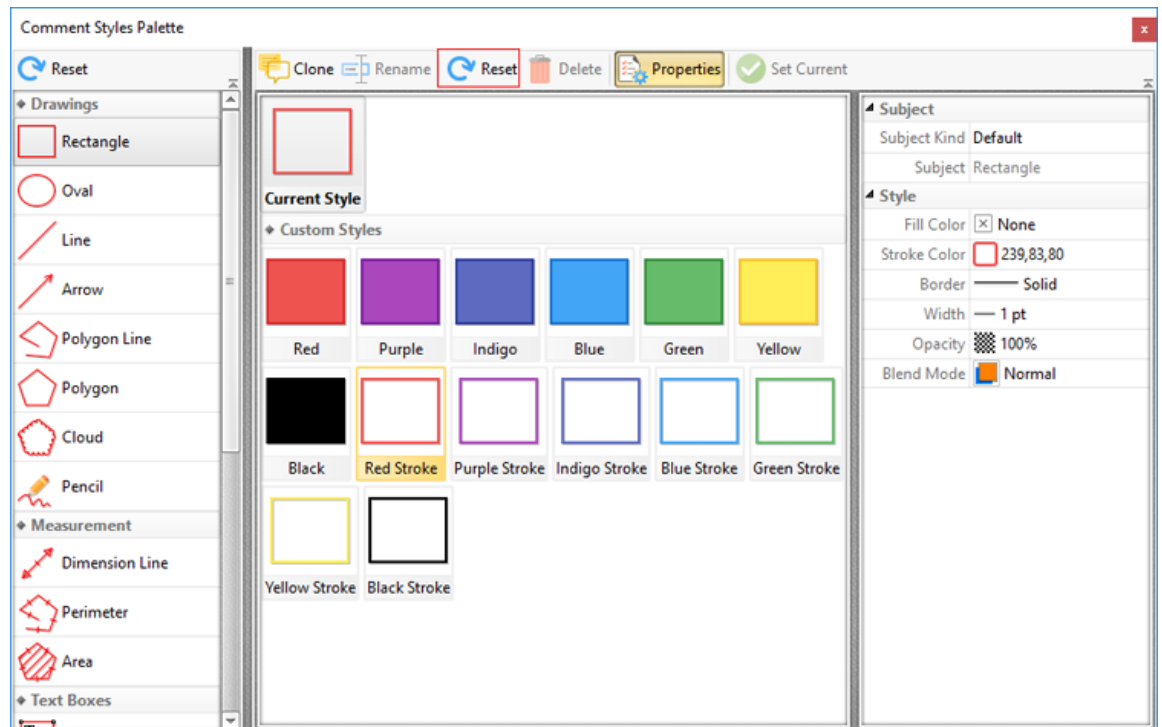 Comment Styles Palette
x
Reset
Clone Rename Reset Delete Properties Set Current
Drawings
Rectangle
Oval
Line
Arrow
Polygon Line
Polygon
Cloud
Pencil
Measurement
Dimension Line
Perimeter
Area
Text Boxes
Current Style
Custom Styles
Red Purple Indigo Blue Green Yellow
Black Red Stroke Purple Stroke Indigo Stroke Blue Stroke Green Stroke
Yellow Stroke Black Stroke
Subject
Subject Kind Default
Subject Rectangle
Style
Fill Color None
Stroke Color 239,83,80
Border Solid
Width 1 pt
Opacity 100%
Blend Mode Normal